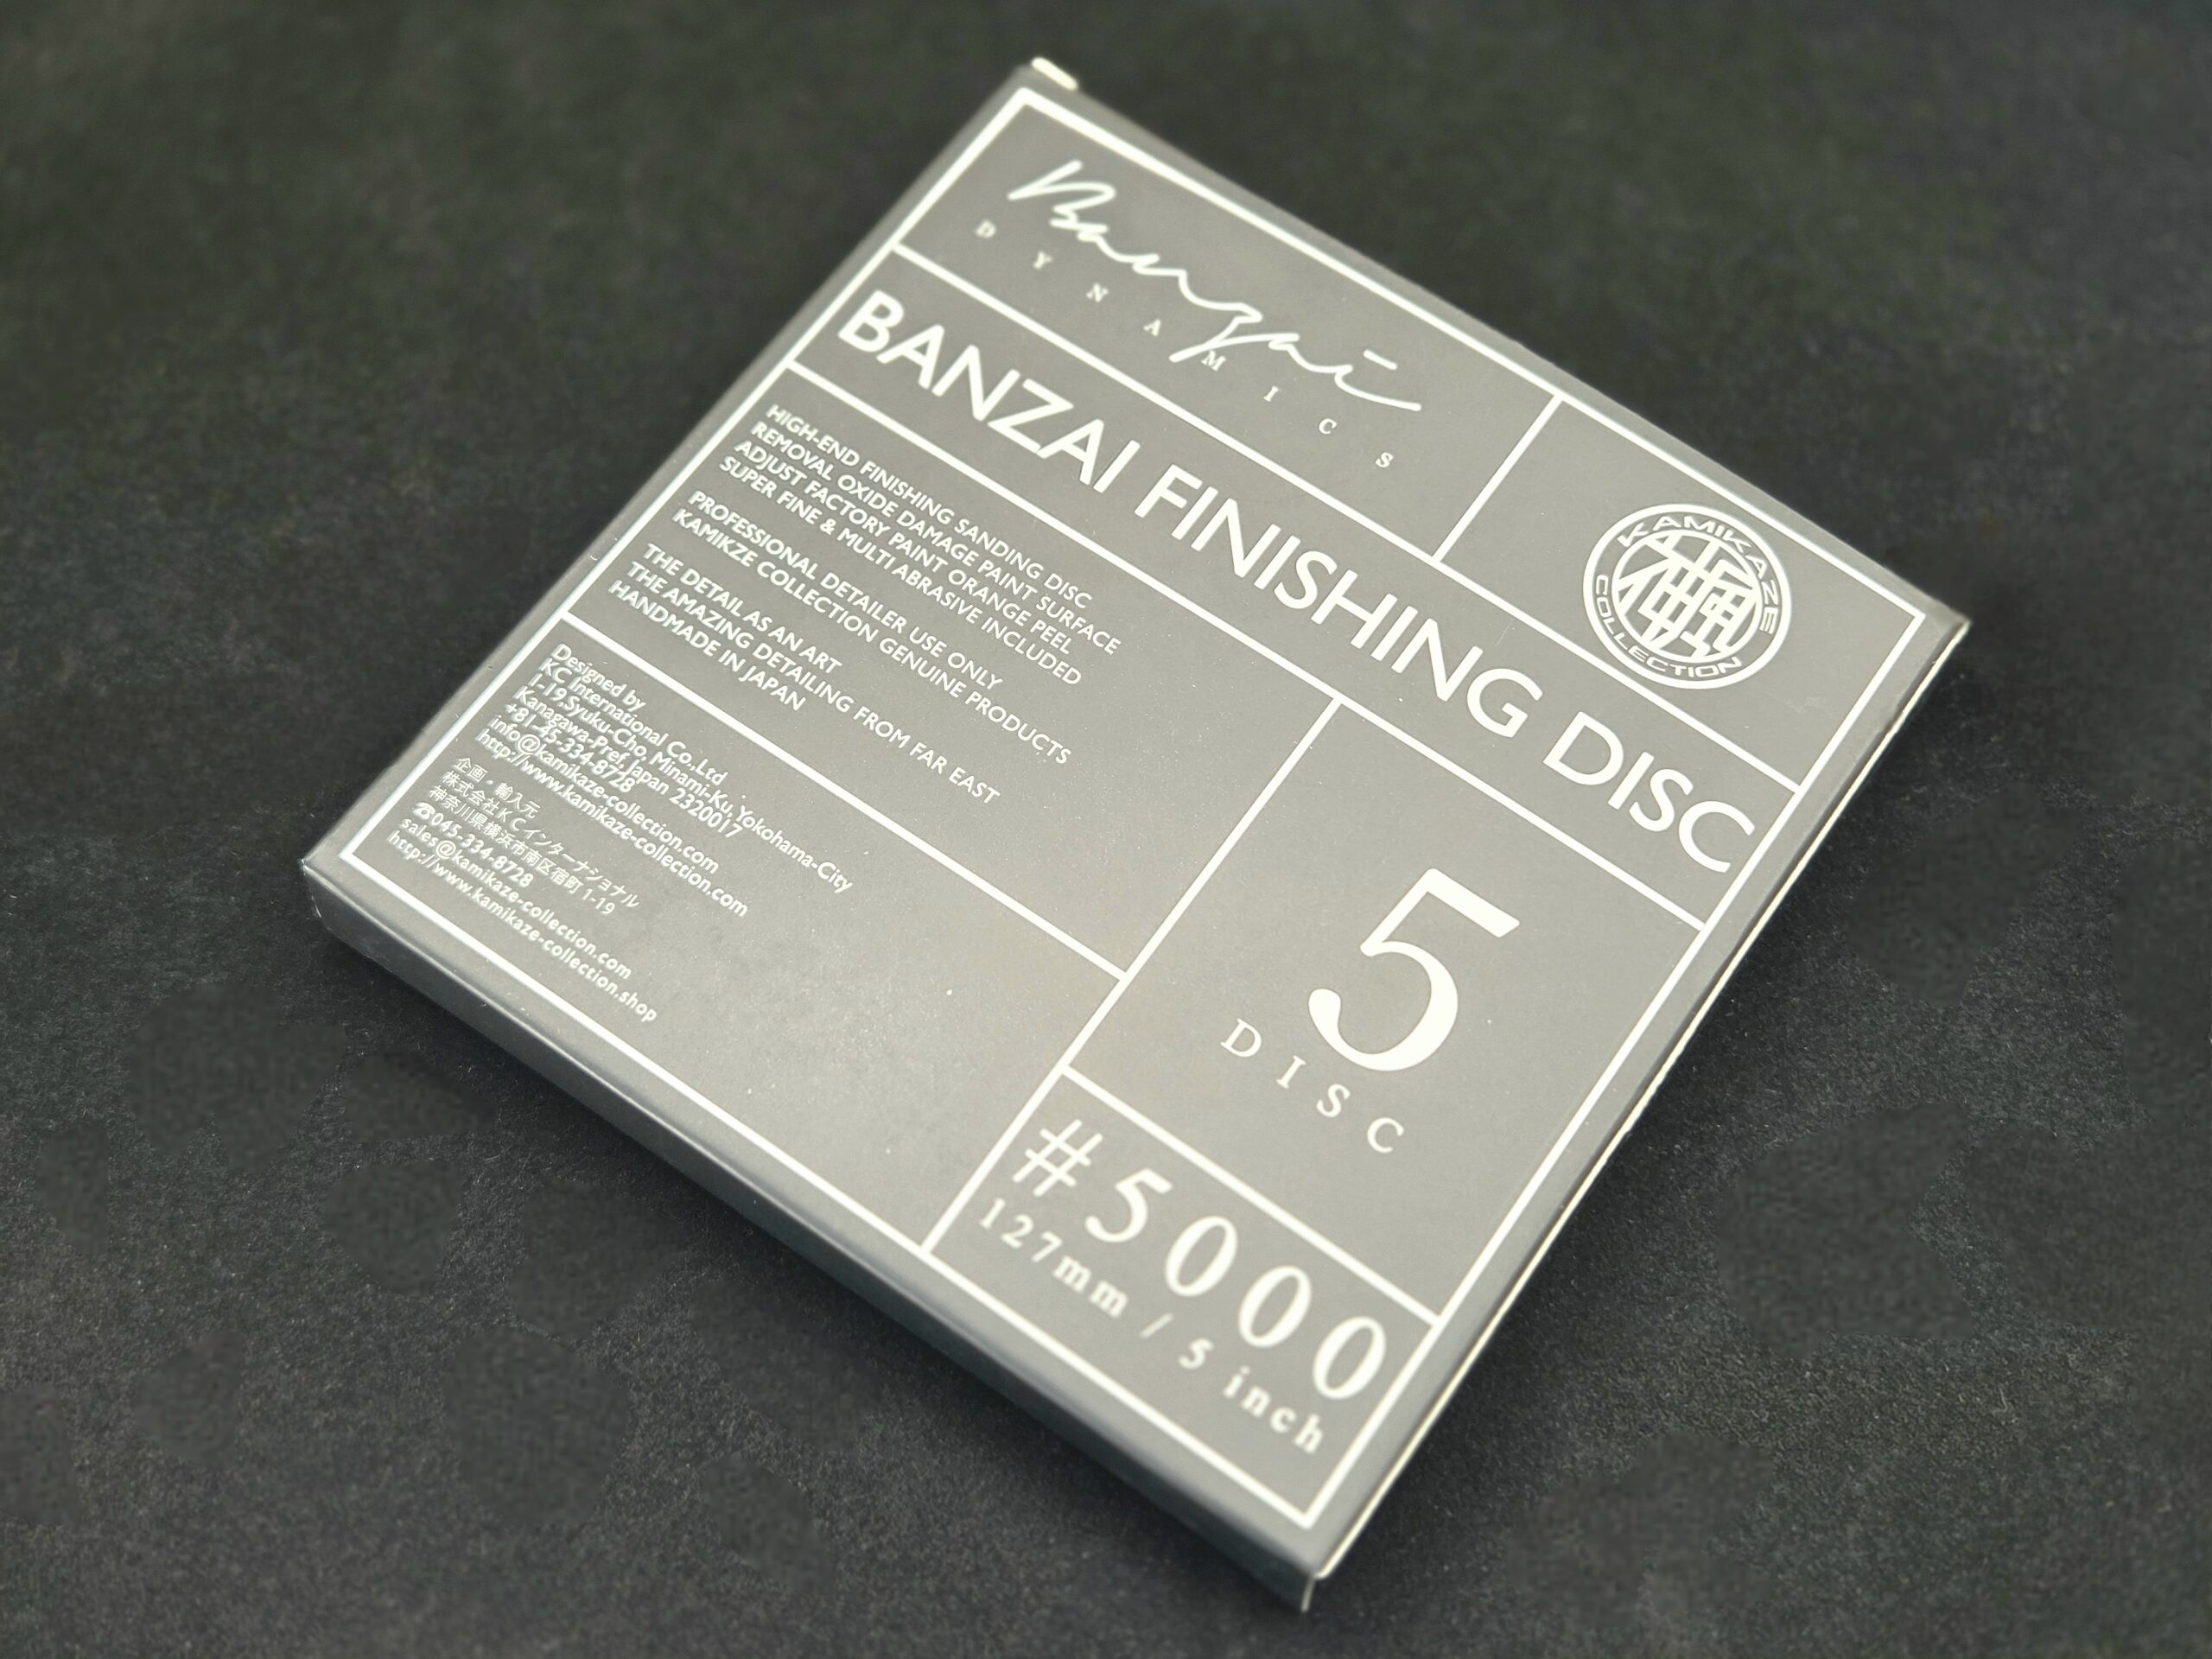 Banzai
DYNAMICS
KAMIKAZE
COLLECTION
BANZAI FINISHING DISC
HIGH-END FINISHING SANDING DISC
REMOVAL OXIDE DAMAGE PAINT SURFACE
ADJUST FACTORY PAINT ORANGE PEEL
SUPER FINE & MULTI ABRASIVE INCLUDED
PROFESSIONAL DETAILER USE ONLY
KAMIKZE COLLECTION GENUINE PRODUCTS
THE DETAIL AS AN ART
THE AMAZING DETAILING FROM FAR EAST
HANDMADE IN JAPAN
5
DISC
Designed by
KC International Co.,Ltd
1-19,Syuku-Cho, Minami-Ku, Yokohama-City
Kanagawa-Pref, Japan 2320017
+81-45-334-8728
info@kamikaze-collection.com
http://www.kamikaze-collection.com
企画・輸入元
株式会社KCインターナショナル
神奈川県横浜市南区宿町 1-19
☎045-334-8728
sales@kamikaze-collection.com
http://www.kamikaze-collection.shop
#5000
127mm / 5 inch